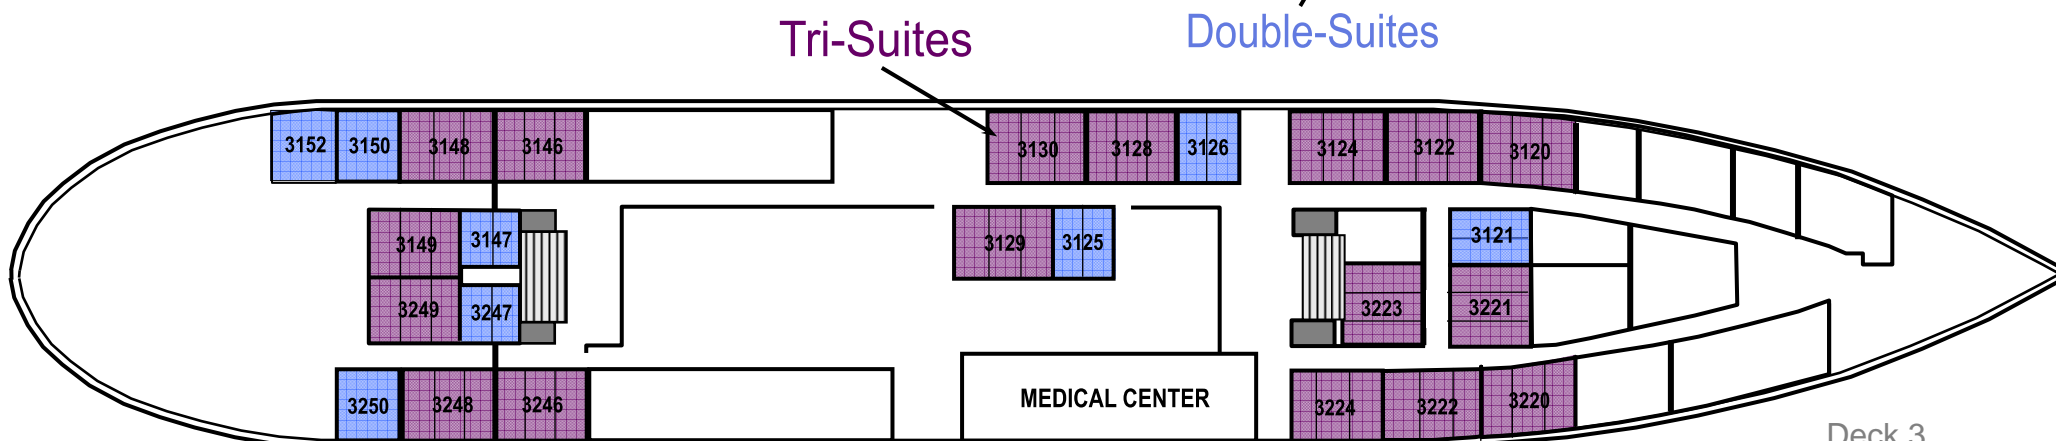 Tri-Suites
Double-Suites
3152 3150 3148 3146 3130 3128 3126 3124 3122 3120
3149 3147 3129 3125 3121
3249 3247 3223 3221
3250 3248 3246 MEDICAL CENTER 3224 3222 3220
Deck 3